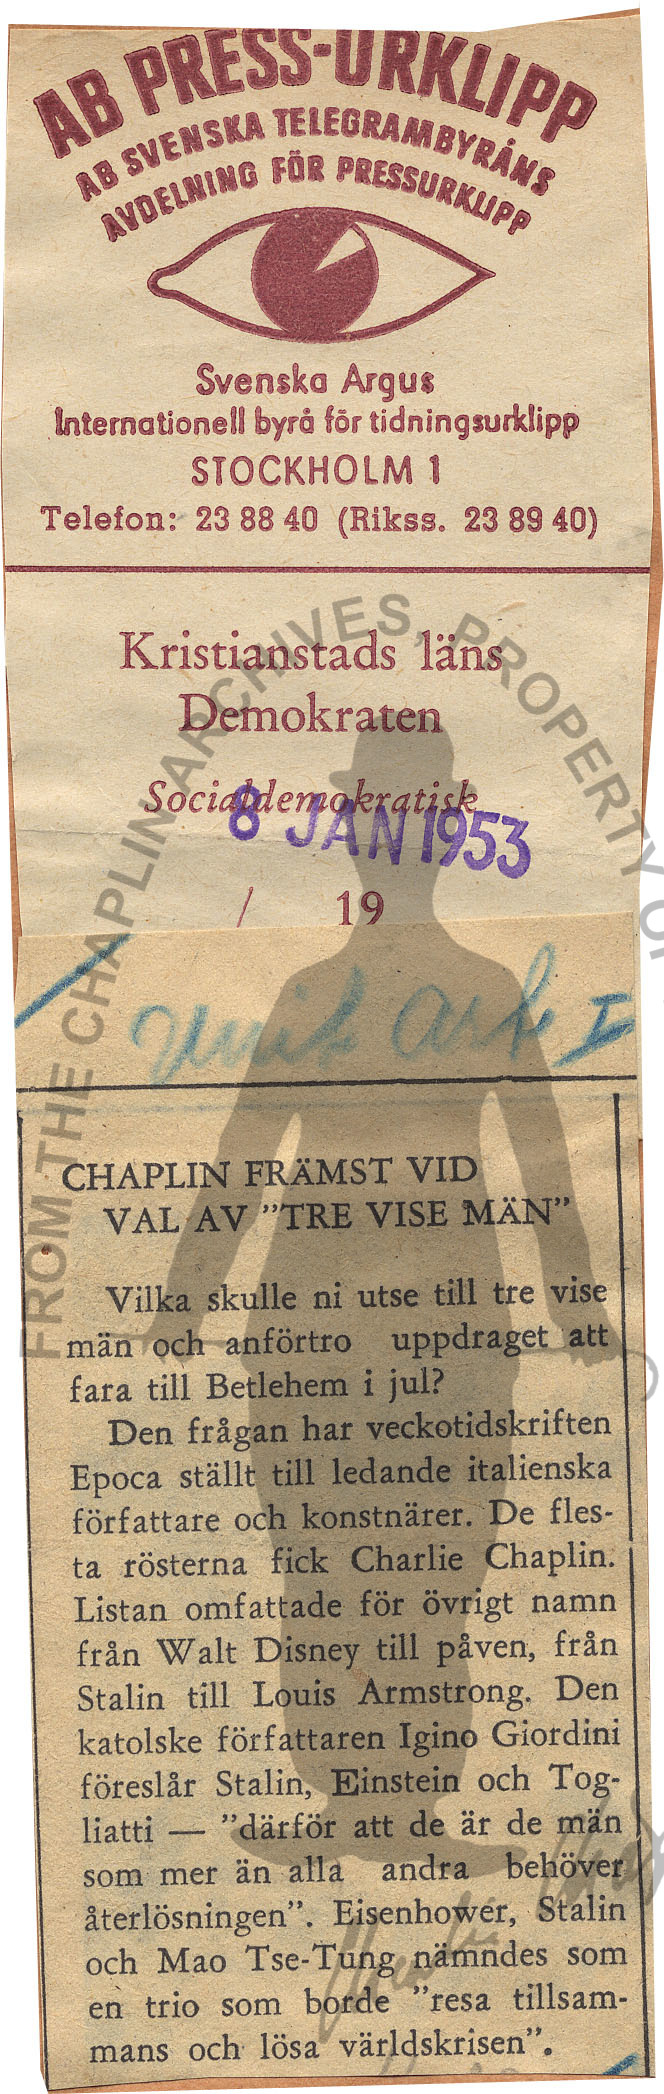 AB PRESS-URKLIPP
AB SVENSKA TELEGRAMBYRÅNS
AVDELNING FÖR PRESSURKLIPP
Svenska Argus
Internationell byrå för tidningsurklipp
STOCKHOLM 1
Telefon: 23 88 40 (Rikss. 23 89 40)
Kristianstads läns
Demokraten
Socialdemokratisk
8 JAN 1953
/ 19
Unit Art I
FROM THE CHAPLIN ARCHIVES, PROPERTY OF
CHAPLIN FRÄMST VID
VAL AV ”TRE VISE MÄN”
Vilka skulle ni utse till tre vise
män och anförtro uppdraget att
fara till Betlehem i jul?
Den frågan har veckotidskriften
Epoca ställt till ledande italienska
författare och konstnärer. De fles-
ta rösterna fick Charlie Chaplin.
Listan omfattade för övrigt namn
från Walt Disney till påven, från
Stalin till Louis Armstrong. Den
katolske författaren Igino Giordini
föreslår Stalin, Einstein och Tog-
liatti — ”därför att de är de män
som mer än alla andra behöver
återlösningen”. Eisenhower, Stalin
och Mao Tse-Tung nämndes som
en trio som borde ”resa tillsam-
mans och lösa världskrisen”.